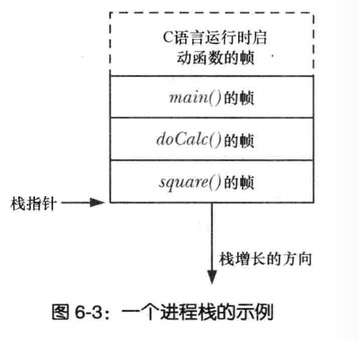 C语言运行时启
动函数的帧
main()的帧
doCalc()的帧
square()的帧
栈指针
栈增长的方向
图 6-3：一个进程栈的示例